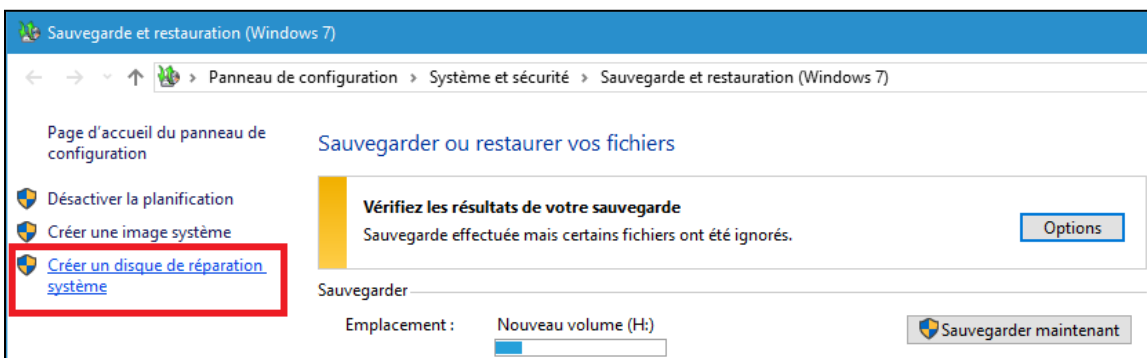 Sauvegarde et restauration (Windows 7)
Panneau de configuration > Système et sécurité > Sauvegarde et restauration (Windows 7)
Page d'accueil du panneau de
configuration
Désactiver la planification
Créer une image système
Créer un disque de réparation
système
Sauvegarder ou restaurer vos fichiers
Vérifiez les résultats de votre sauvegarde
Sauvegarde effectuée mais certains fichiers ont été ignorés.
Options
Sauvegarder
Emplacement : Nouveau volume (H:)
Sauvegarder maintenant